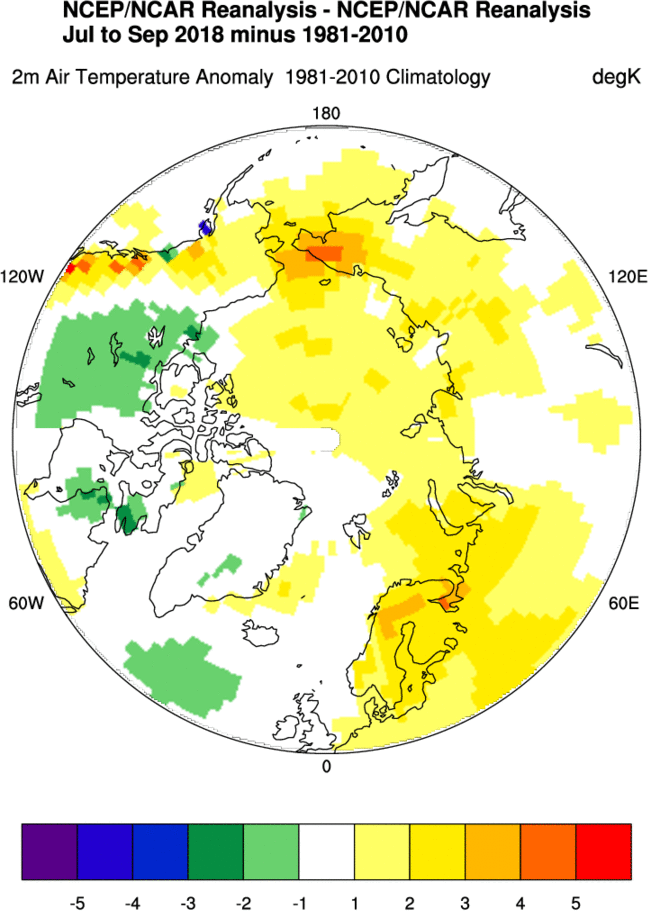 NCEP/NCAR Reanalysis - NCEP/NCAR Reanalysis
Jul to Sep 2018 minus 1981-2010
2m Air Temperature Anomaly 1981-2010 Climatology degK
180
120W 120E
60W 60E
0
-5 -4 -3 -2 -1 1 2 3 4 5